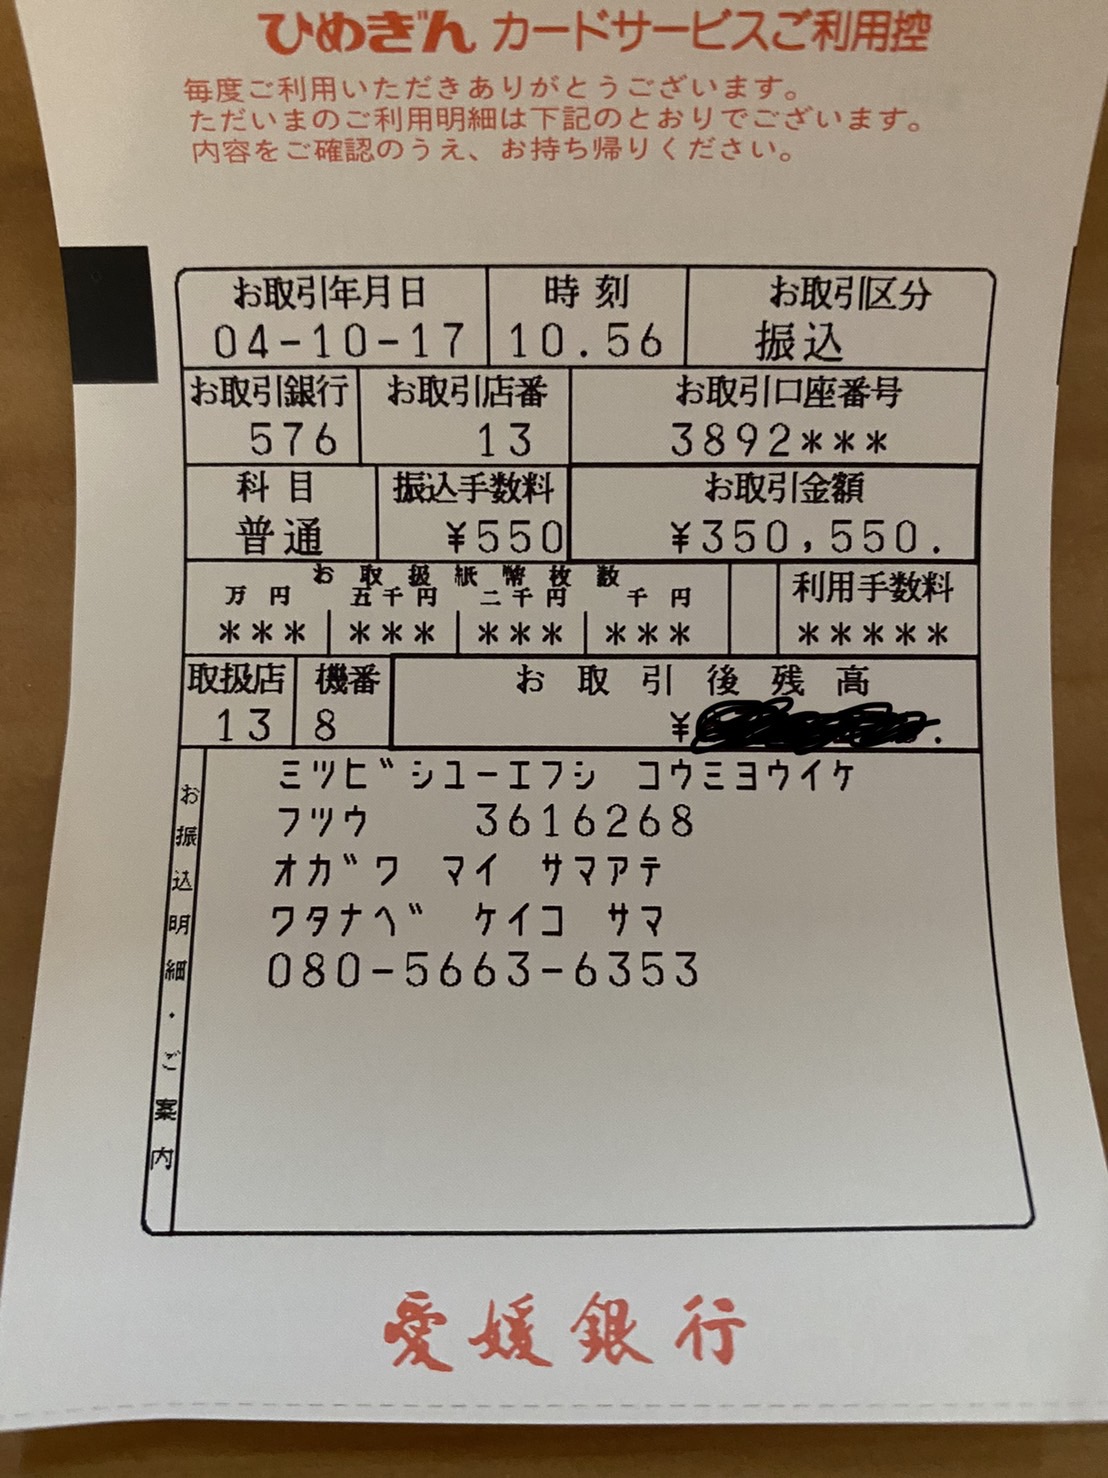 ひめぎん カードサービスご利用控
毎度ご利用いただきありがとうございます。
ただいまのご利用明細は下記のとおりでございます。
内容をご確認のうえ、お持ち帰りください。
お取引年月日 時刻 お取引区分
04-10-17 10.56 振込
お取引銀行 お取引店番 お取引口座番号
576 13 3892***
科目 振込手数料 お取引金額
普通 ¥550 ¥350,550.
お取扱紙幣枚数
万円 五千円 二千円 千円 利用手数料
*** *** *** *** *****
取扱店 機番 お取引後残高
13 8 ¥ .
お振込明細・ご案内
ミツビシユーエフシ コウミヨウイケ
フツウ 3616268
オガワ マイ サマアテ
ワタナベ ケイコ サマ
080-5663-6353
愛媛銀行